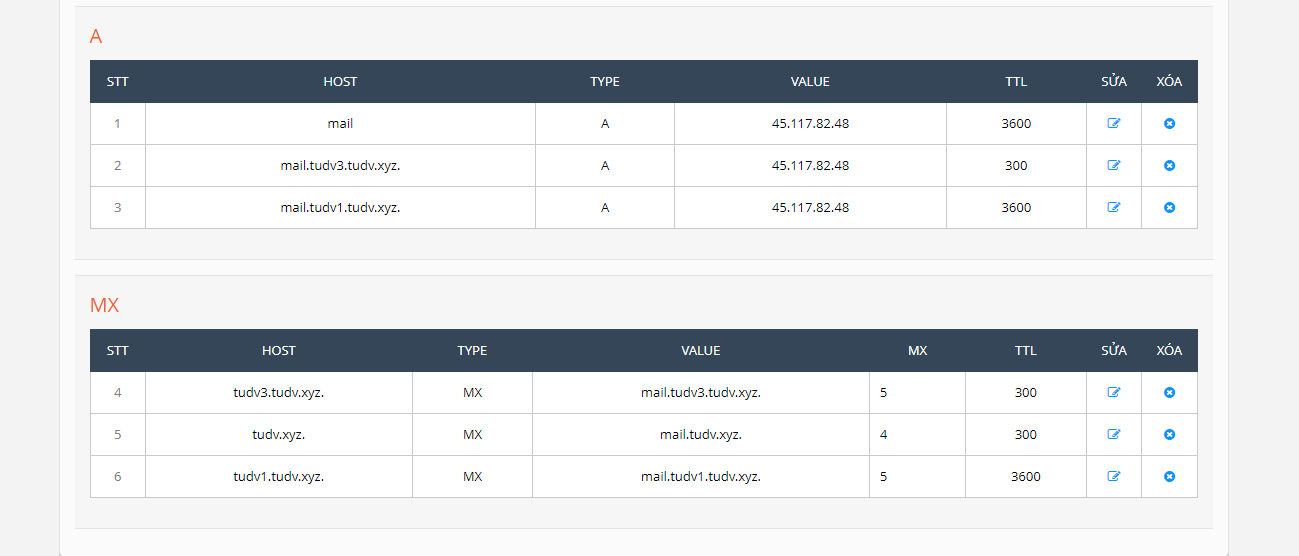 A
STT HOST TYPE VALUE TTL SỬA XÓA
1 mail A 45.117.82.48 3600
2 mail.tudv3.tudv.xyz. A 45.117.82.48 300
3 mail.tudv1.tudv.xyz. A 45.117.82.48 3600
MX
STT HOST TYPE VALUE MX TTL SỬA XÓA
4 tudv3.tudv.xyz. MX mail.tudv3.tudv.xyz. 5 300
5 tudv.xyz. MX mail.tudv.xyz. 4 300
6 tudv1.tudv.xyz. MX mail.tudv1.tudv.xyz. 5 3600